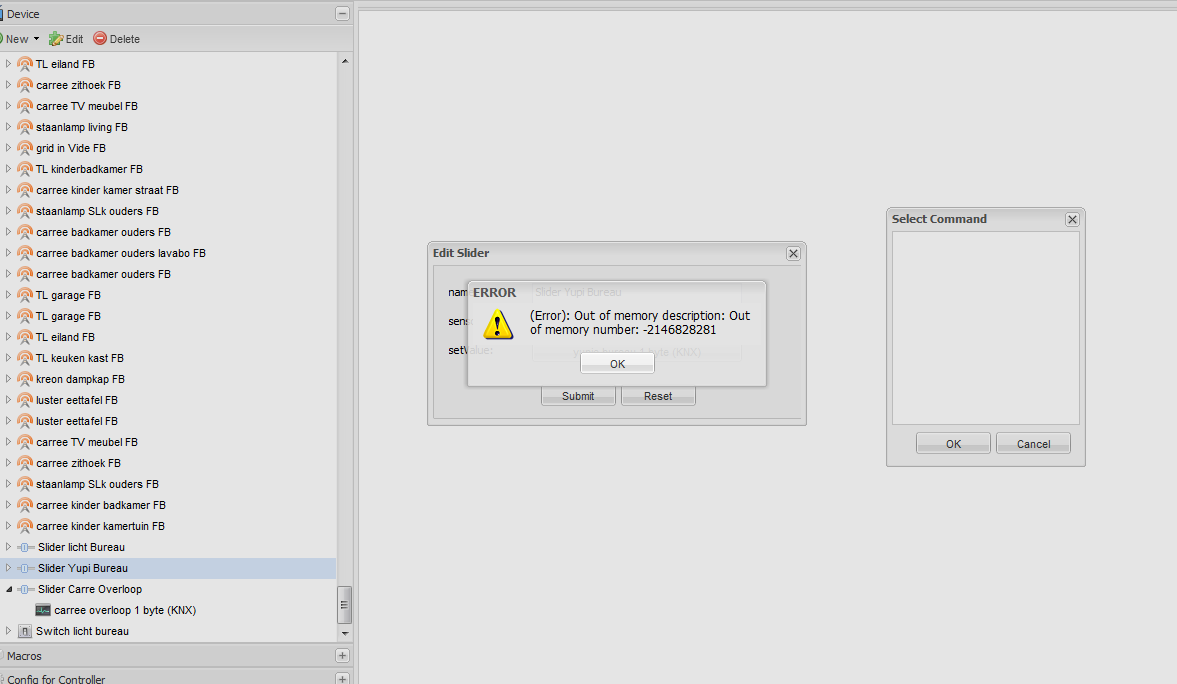 Device
New
Edit
Delete
TL eiland FB
carree zithoek FB
carree TV meubel FB
staanlamp living FB
grid in Vide FB
TL kinderbadkamer FB
carree kinder kamer straat FB
staanlamp SLk ouders FB
carree badkamer ouders FB
carree badkamer ouders lavabo FB
carree badkamer ouders FB
TL garage FB
TL garage FB
TL eiland FB
TL keuken kast FB
kreon dampkap FB
luster eettafel FB
luster eettafel FB
carree TV meubel FB
carree zithoek FB
staanlamp SLk ouders FB
carree kinder badkamer FB
carree kinder kamertuin FB
Slider licht Bureau
Slider Yupi Bureau
Slider Carre Overloop
carree overloop 1 byte (KNX)
Switch licht bureau
Macros
Config for Controller
Edit Slider
Slider Yupi Bureau
setValue:
1 byte (KNX)
Submit
Reset
ERROR
(Error): Out of memory description: Out
of memory number: -2146828281
OK
Select Command
OK
Cancel